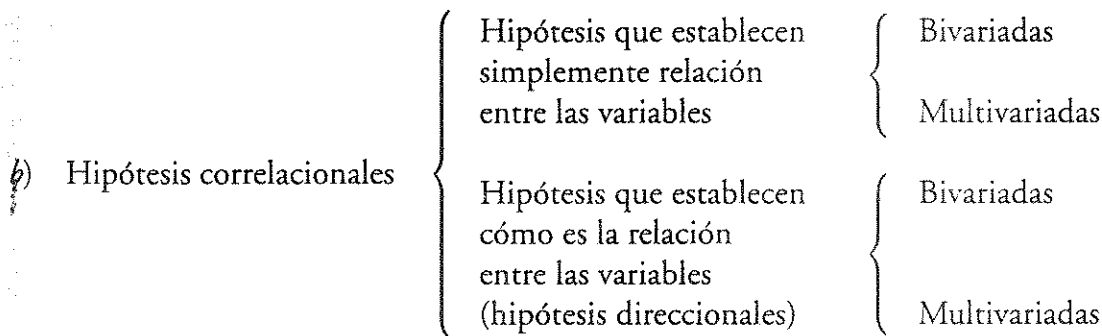 Hipótesis que establecen
simplemente relación
entre las variables
Bivariadas
Multivariadas
b) Hipótesis correlacionales
Hipótesis que establecen
cómo es la relación
entre las variables
(hipótesis direccionales)
Bivariadas
Multivariadas